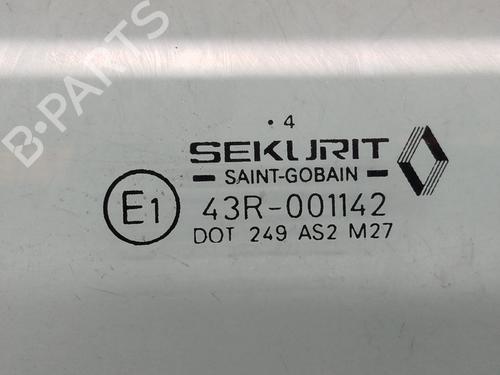 B-PARTS
. 4
SEKURIT
- SAINT-GOBAIN -
E1 43R-001142
DOT 249 AS2 M27